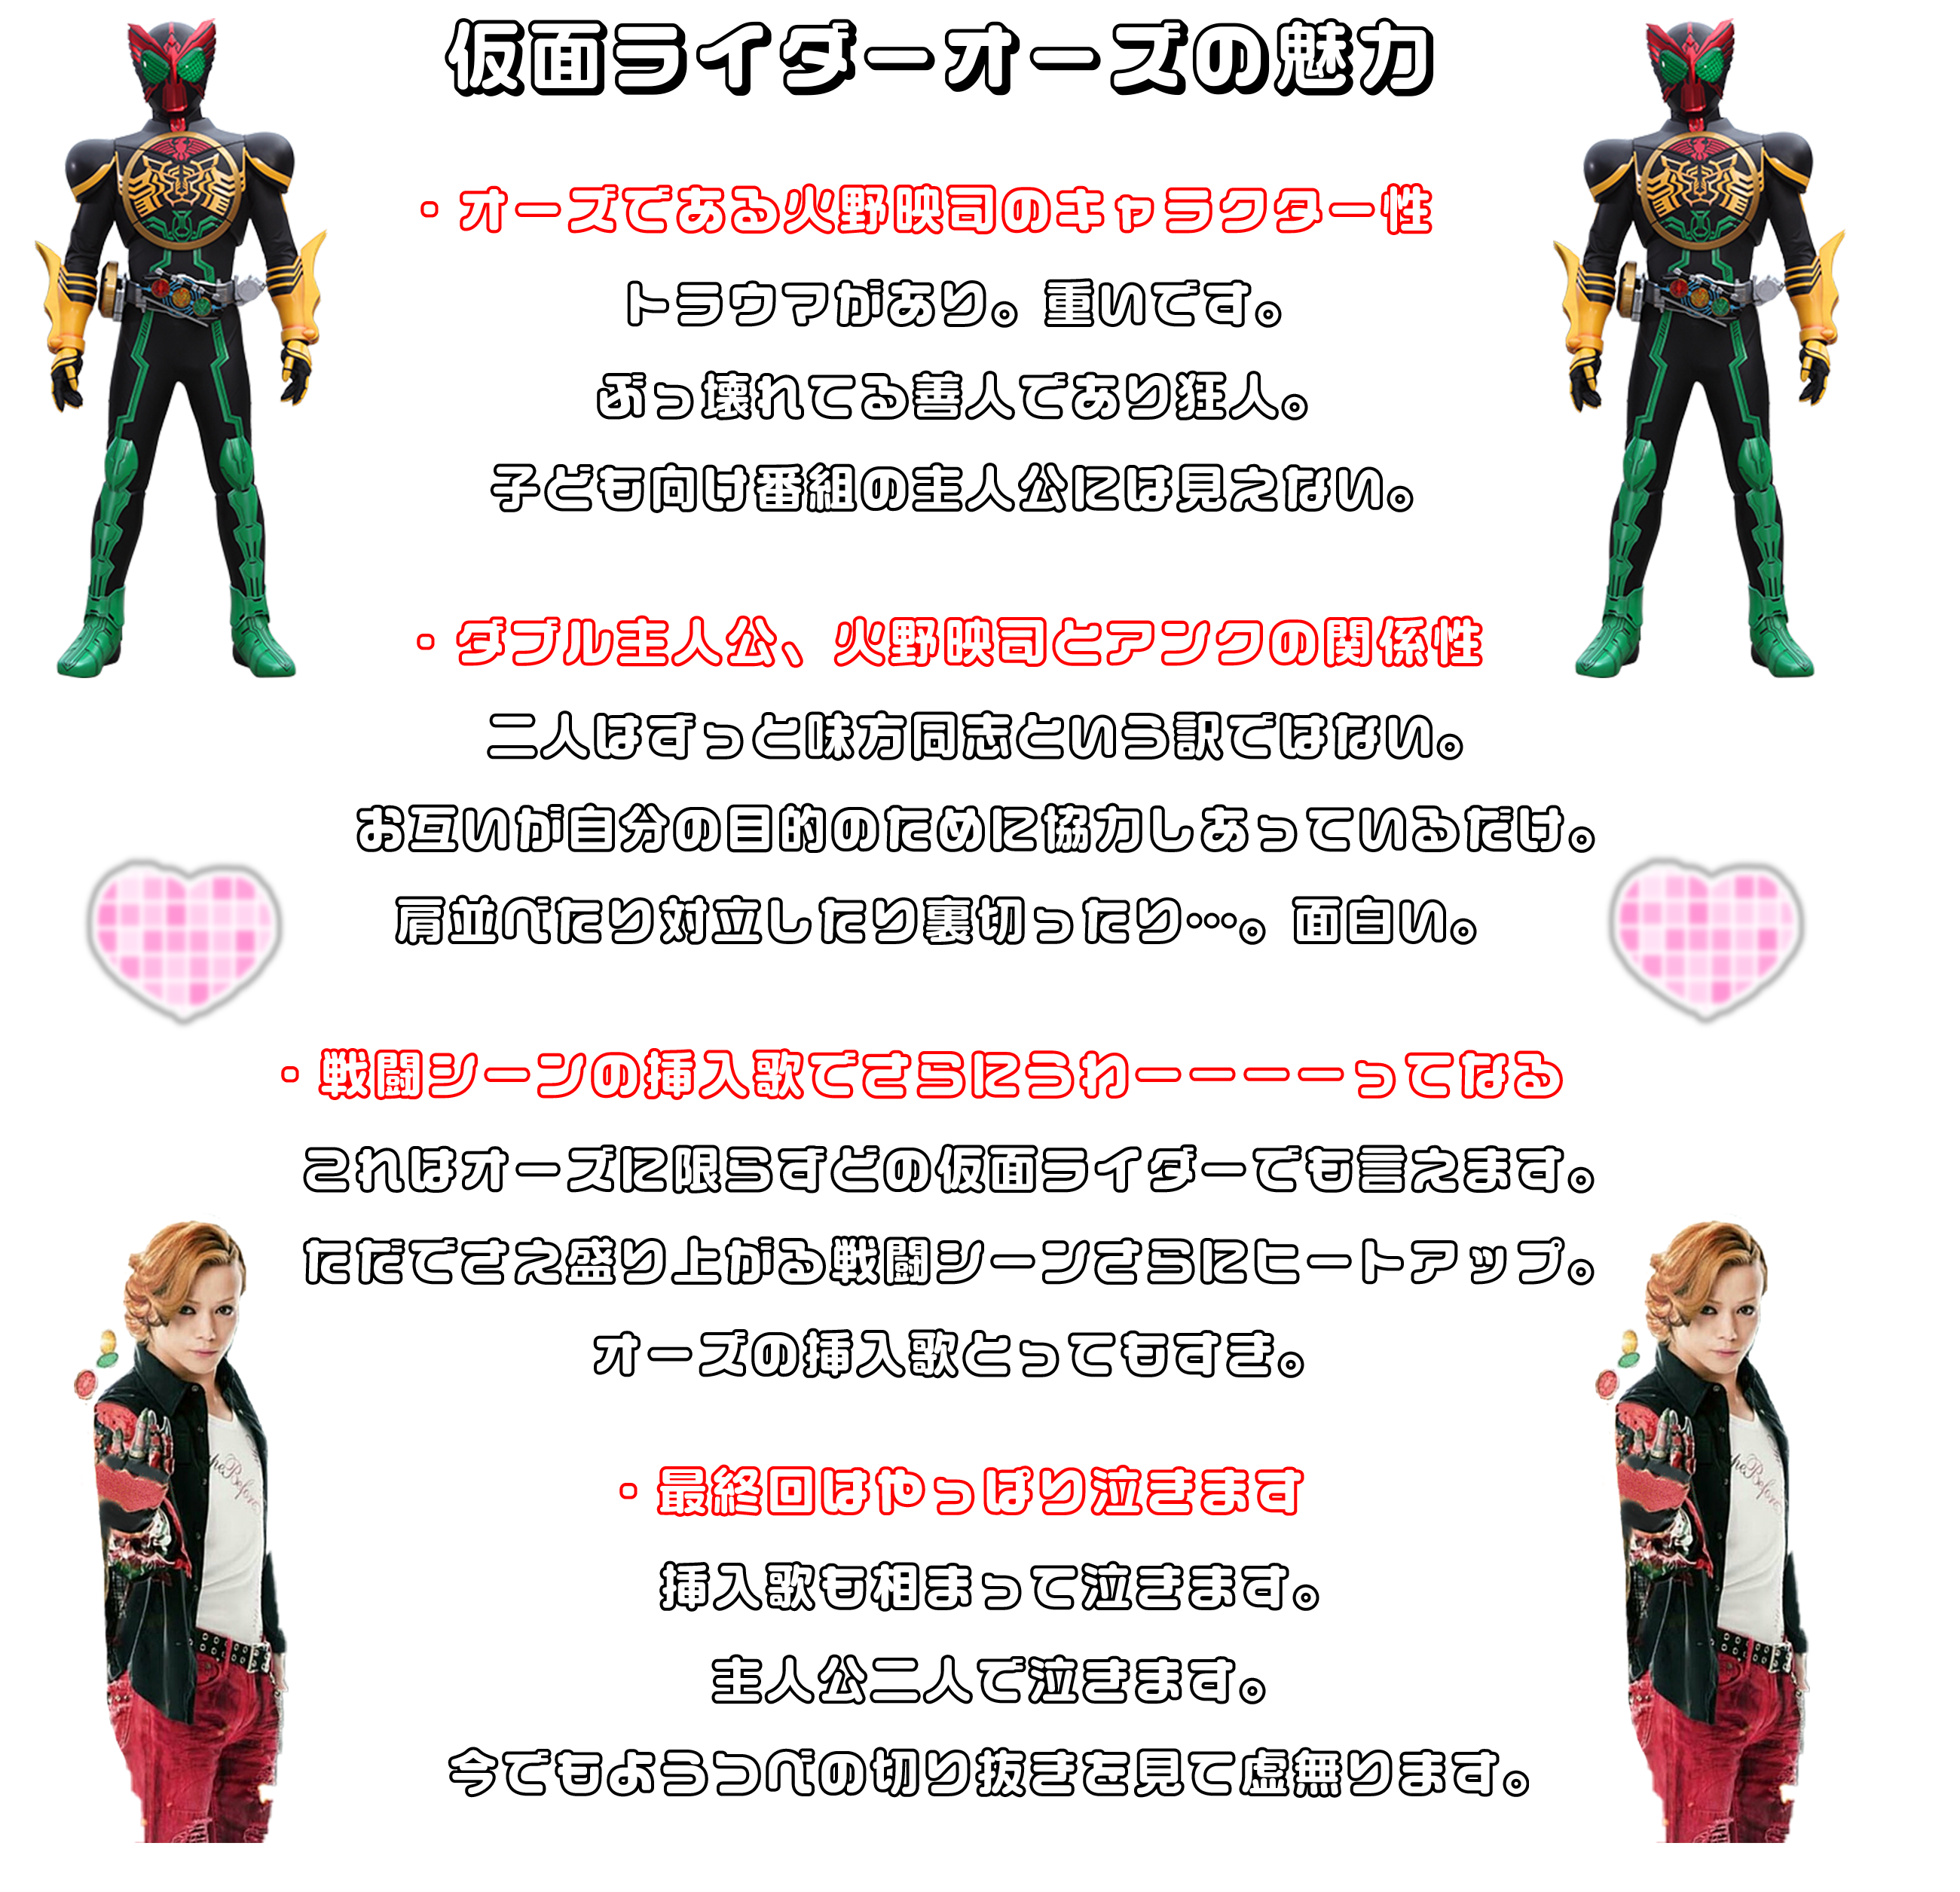 仮面ライダーオーズの魅力
・オーズである火野映司のキャラクター性
トラウマがあり。重いです。
ぶっ壊れてる善人であり狂人。
子ども向け番組の主人公には見えない。
・ダブル主人公、火野映司とアンクの関係性
二人はずっと味方同志という訳ではない。
お互いが自分の目的のために協力しあっているだけ。
肩並べたり対立したり裏切ったり…。面白い。
・戦闘シーンの挿入歌でさらにうわーーーーってなる
これはオーズに限らずどの仮面ライダーでも言えます。
ただでさえ盛り上がる戦闘シーンさらにヒートアップ。
オーズの挿入歌とってもすき。
・最終回はやっぱり泣きます
挿入歌も相まって泣きます。
主人公二人で泣きます。
今でもようつべの切り抜きを見て虚無ります。